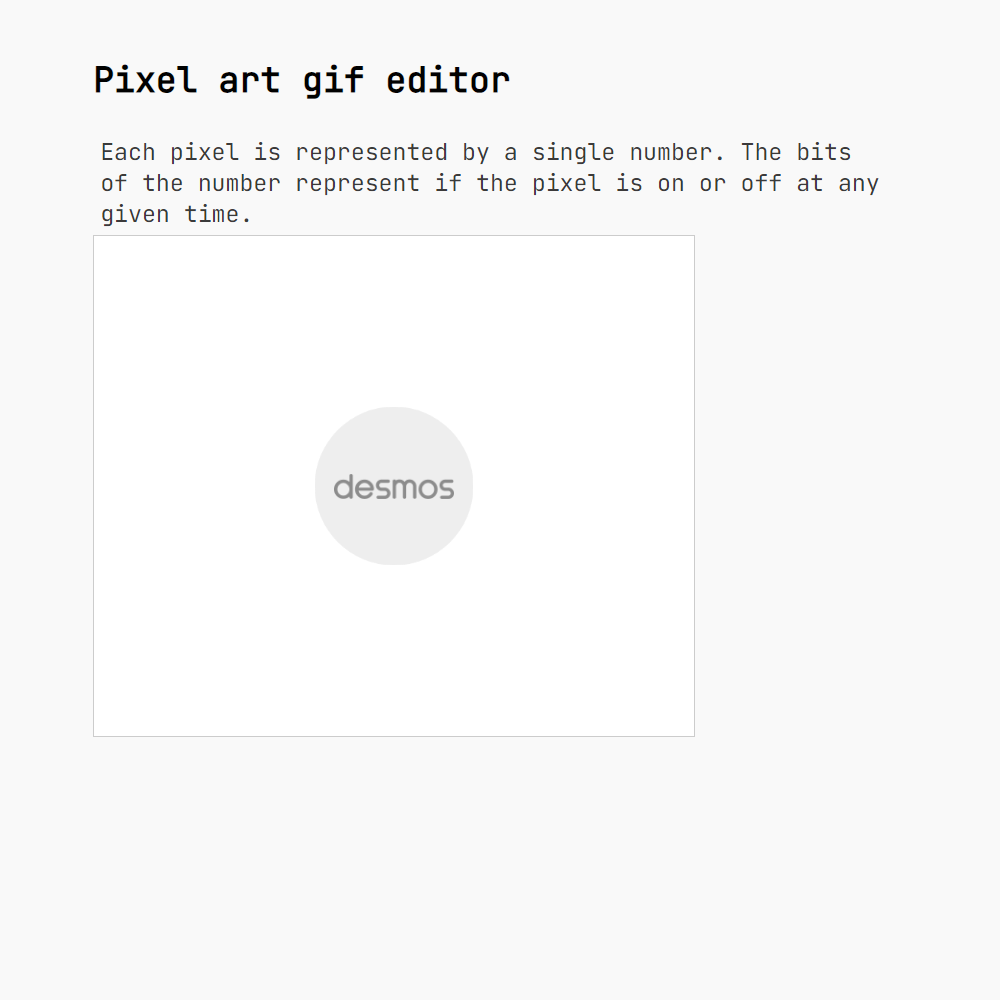 Pixel art gif editor
Each pixel is represented by a single number. The bits
of the number represent if the pixel is on or off at any
given time.
desmos